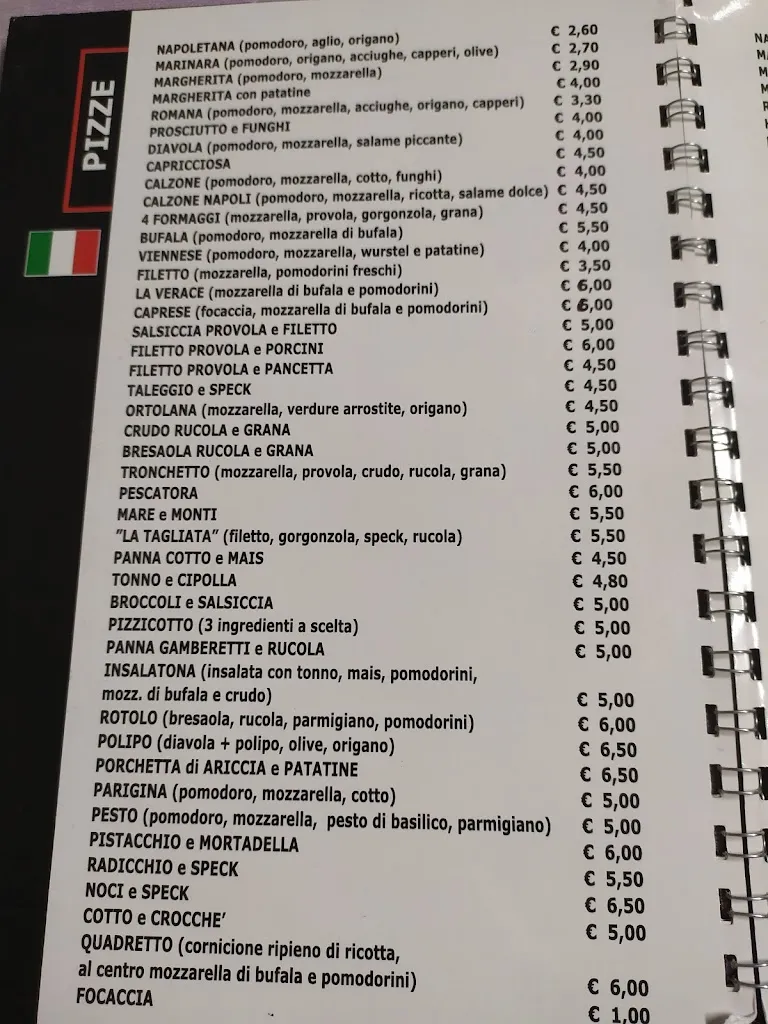 PIZZE
NAPOLETANA (pomodoro, aglio, origano) € 2,60
MARINARA (pomodoro, origano, acciughe, capperi, olive) € 2,70
MARGHERITA (pomodoro, mozzarella) € 2,90
MARGHERITA con patatine € 4,00
ROMANA (pomodoro, mozzarella, acciughe, origano, capperi) € 3,30
PROSCIUTTO e FUNGHI € 4,00
DIAVOLA (pomodoro, mozzarella, salame piccante) € 4,00
CAPRICCIOSA € 4,50
CALZONE (pomodoro, mozzarella, cotto, funghi) € 4,00
CALZONE NAPOLI (pomodoro, mozzarella, ricotta, salame dolce) € 4,50
4 FORMAGGI (mozzarella, provola, gorgonzola, grana) € 4,50
BUFALA (pomodoro, mozzarella di bufala) € 5,50
VIENNESE (pomodoro, mozzarella, wurstel e patatine) € 4,00
FILETTO (mozzarella, pomodorini freschi) € 3,50
LA VERACE (mozzarella di bufala e pomodorini) € 6,00
CAPRESE (focaccia, mozzarella di bufala e pomodorini) € 6,00
SALSICCIA PROVOLA e FILETTO € 5,00
FILETTO PROVOLA e PORCINI € 6,00
FILETTO PROVOLA e PANCETTA € 4,50
TALEGGIO e SPECK € 4,50
ORTOLANA (mozzarella, verdure arrostite, origano) € 4,50
CRUDO RUCOLA e GRANA € 5,00
BRESAOLA RUCOLA e GRANA € 5,00
TRONCHETTO (mozzarella, provola, crudo, rucola, grana) € 5,50
PESCATORA € 6,00
MARE e MONTI € 5,50
"LA TAGLIATA" (filetto, gorgonzola, speck, rucola) € 5,50
PANNA COTTO e MAIS € 4,50
TONNO e CIPOLLA € 4,80
BROCCOLI e SALSICCIA € 5,00
PIZZICOTTO (3 ingredienti a scelta) € 5,00
PANNA GAMBERETTI e RUCOLA € 5,00
INSALATONA (insalata con tonno, mais, pomodorini,
mozz. di bufala e crudo) € 5,00
ROTOLO (bresaola, rucola, parmigiano, pomodorini) € 6,00
POLIPO (diavola + polipo, olive, origano) € 6,50
PORCHETTA di ARICCIA e PATATINE € 6,50
PARIGINA (pomodoro, mozzarella, cotto) € 5,00
PESTO (pomodoro, mozzarella, pesto di basilico, parmigiano) € 5,00
PISTACCHIO e MORTADELLA € 6,00
RADICCHIO e SPECK € 5,50
NOCI e SPECK € 6,50
COTTO e CROCCHE' € 5,00
QUADRETTO (cornicione ripieno di ricotta,
al centro mozzarella di bufala e pomodorini) € 6,00
FOCACCIA € 1,00